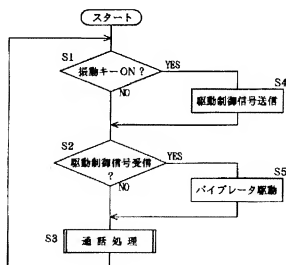 スタート
S1
振動キーON?
YES
NO
S4
駆動制御信号送信
S2
駆動制御信号受信
?
YES
NO
S5
バイブレータ駆動
S3
通話処理